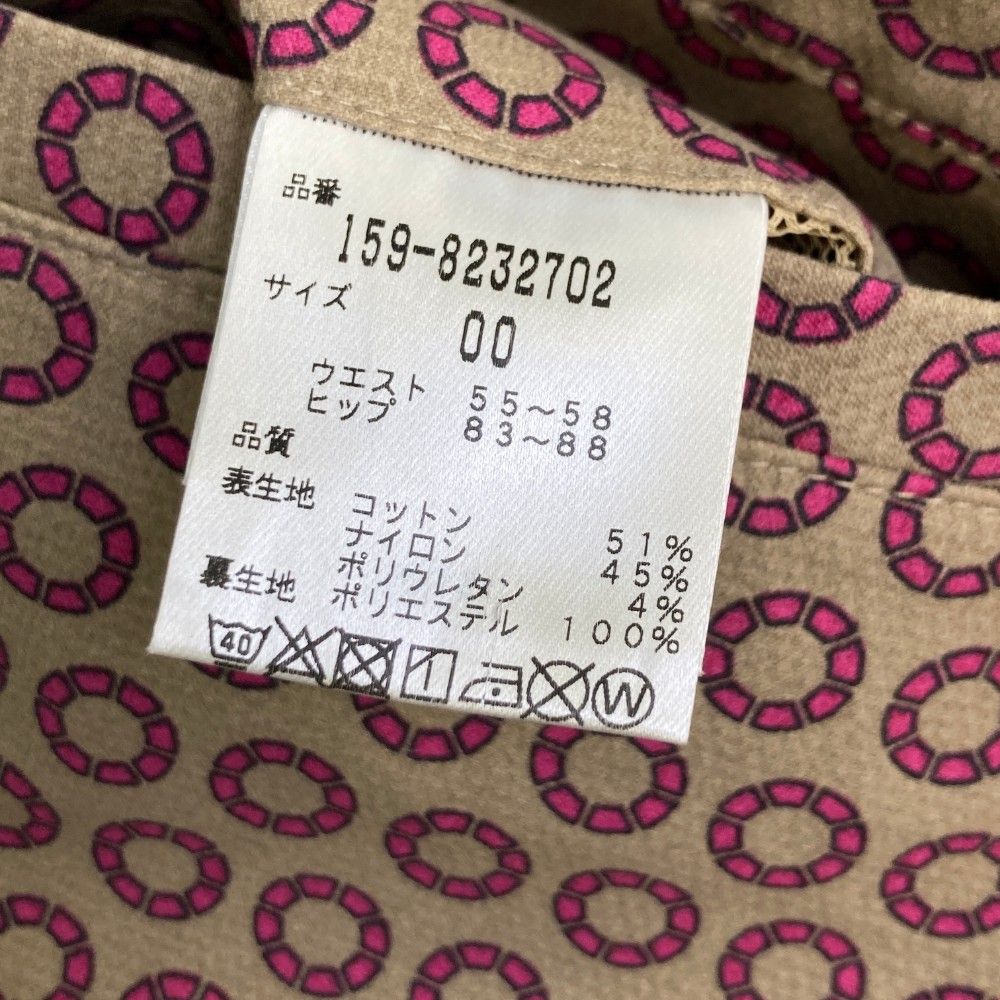 品番
159-8232702
サイズ
00
ウエスト 55～58
ヒップ 83～88
品質
表生地 コットン 51%
ナイロン 45%
ポリウレタン 4%
裏生地 ポリエステル 100%
40 W